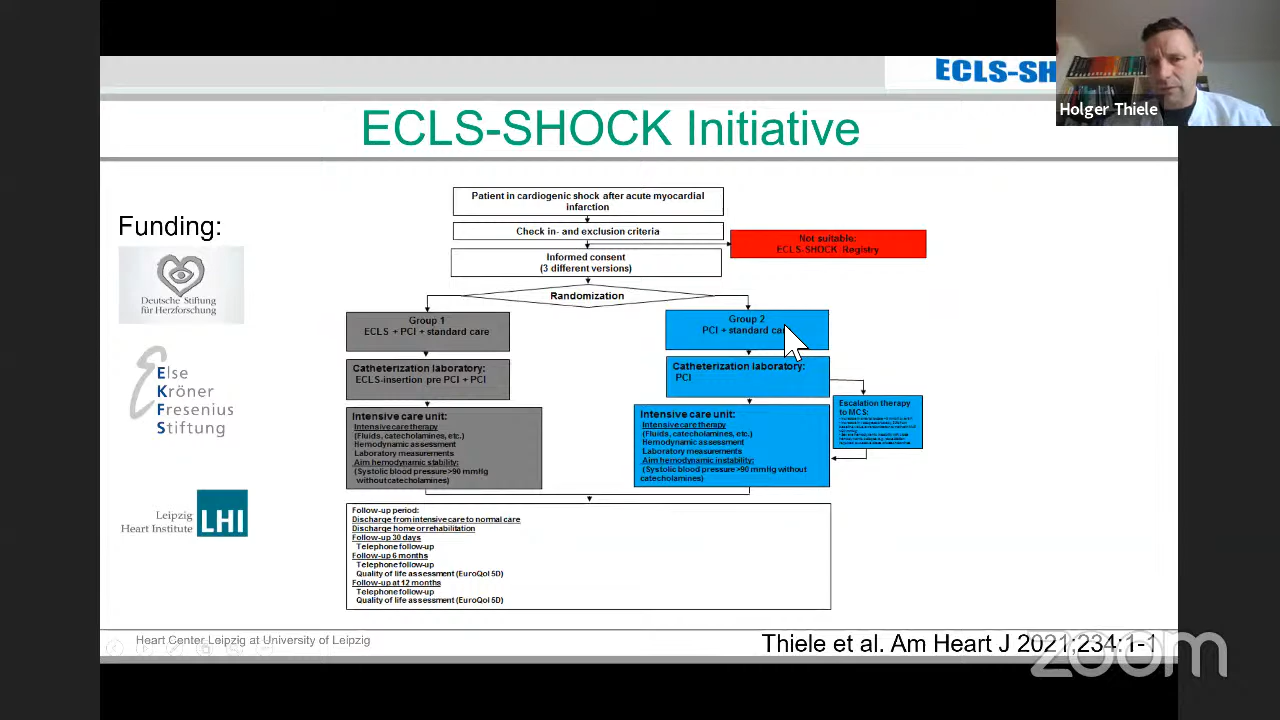 ECLS-SH
Holger Thiele
ECLS-SHOCK Initiative
Funding:
Deutsche Stiftung
für Herzforschung
Else
Kröner
Fresenius
Stiftung
Leipzig
Heart Institute
LHI
Patient in cardiogenic shock after acute myocardial
infarction
Check in- and exclusion criteria
Not suitable:
ECLS-SHOCK Registry
Informed consent
(3 different versions)
Randomization
Group 1
ECLS + PCI + standard care
Group 2
PCI + standard ca
Catheterization laboratory:
ECLS-insertion pre PCI + PCI
Catheterization laboratory:
PCI
Intensive care unit:
Intensive care therapy
(Fluids, catecholamines, etc.)
Hemodynamic assessment
Laboratory measurements
Aim hemodynamic stability:
(Systolic blood pressure >90 mmHg
without catecholamines)
Intensive care unit:
Intensive care therapy
(Fluids, catecholamines, etc.)
Hemodynamic assessment
Laboratory measurements
Aim hemodynamic instability:
(Systolic blood pressure >90 mmHg without
catecholamines)
Escalation therapy
to MCS:
Follow-up period:
Discharge from intensive care to normal care
Discharge home or rehabilitation
Follow-up 30 days
Telephone follow-up
Follow-up 6 months
Telephone follow-up
Quality of life assessment (EuroQol 5D)
Follow-up at 12 months
Telephone follow-up
Quality of life assessment (EuroQol 5D)
Heart Center Leipzig at University of Leipzig
Thiele et al. Am Heart J 2021;234:1-1
zoom